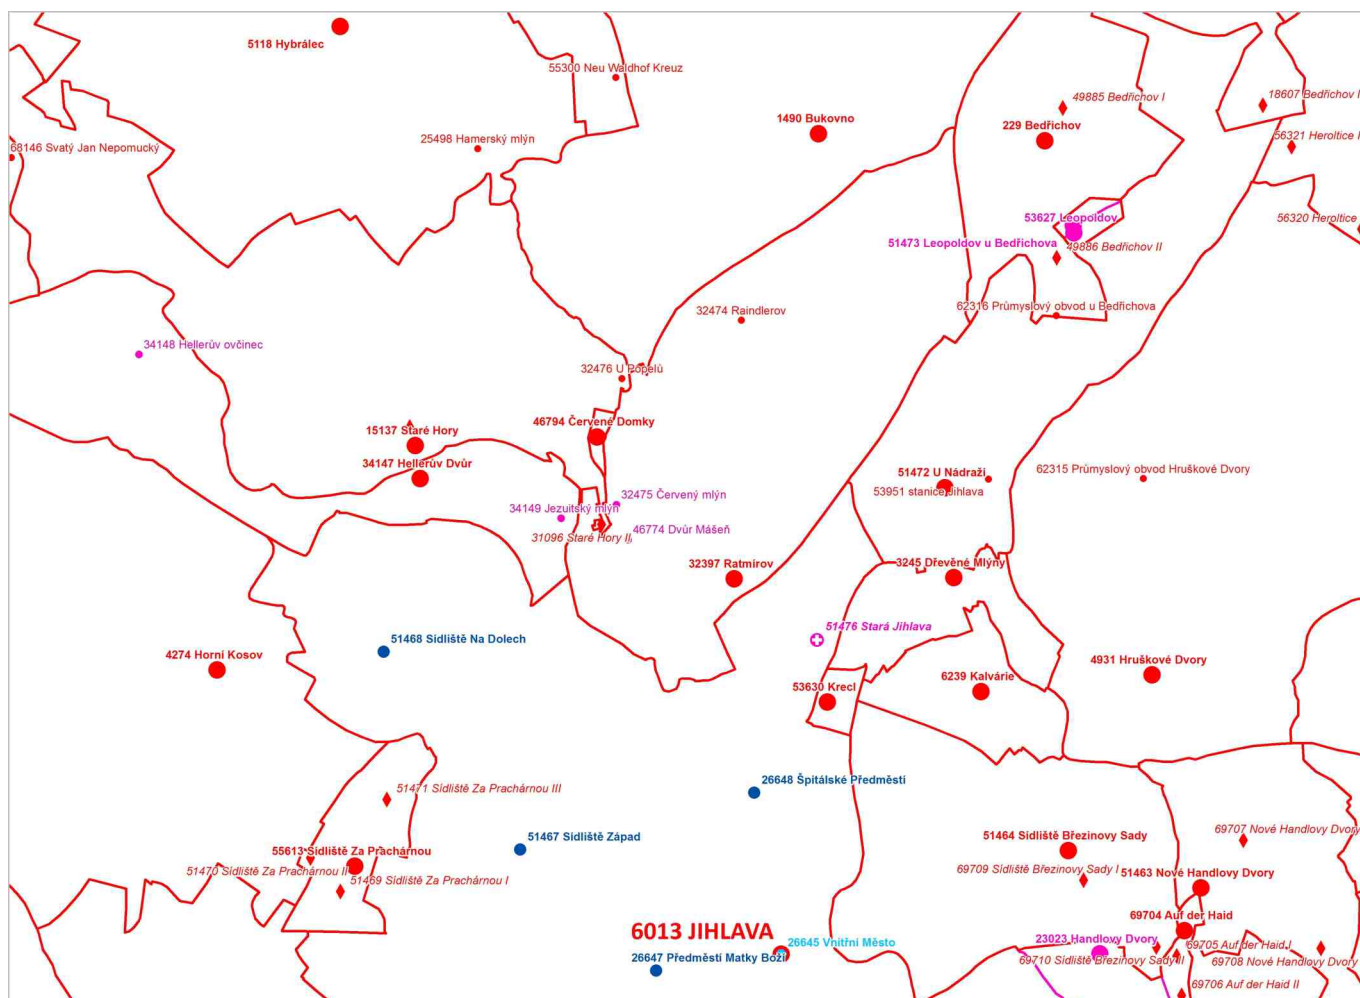 5118 Hybrálec
55300 Neu Waldhof Kreuz
49885 Bedřichov I
18607 Bedřichov I
1490 Bukovno
229 Bedřichov
56321 Heroltice I
25498 Hamerský mlýn
68146 Svatý Jan Nepomucký
53627 Leopoldov
56320 Heroltice
51473 Leopoldov u Bedřichova
49886 Bedřichov II
62316 Průmyslový obvod u Bedřichova
32474 Raindlerov
34148 Hellerův ovčinec
32476 U Popelů
46794 Červené Domky
15137 Staré Hory
34147 Hellerův Dvůr
51472 U Nádraží
62315 Průmyslový obvod Hruškové Dvory
53951 stanice Jihlava
32475 Červený mlýn
34149 Jezuitský mlýn
46774 Dvůr Mášeň
31096 Staré Hory II
32397 Ratmírov
3245 Dřevěné Mlýny
51476 Stará Jihlava
51468 Sídliště Na Dolech
4274 Horní Kosov
4931 Hruškové Dvory
6239 Kalvárie
53630 Krecl
26648 Špitálské Předměstí
51471 Sídliště Za Prachárnou III
51467 Sídliště Západ
51464 Sídliště Březinovy Sady
69707 Nové Handlovy Dvory
55613 Sídliště Za Prachárnou
51470 Sídliště Za Prachárnou II
51469 Sídliště Za Prachárnou I
69709 Sídliště Březinovy Sady I
51463 Nové Handlovy Dvory
69704 Auf der Haid
6013 JIHLAVA
26645 Vnitřní Město
23023 Handlovy Dvory
69705 Auf der Haid I
26647 Předměstí Matky Boží
69710 Sídliště Březinovy Sady II
69708 Nové Handlovy Dvory
69706 Auf der Haid II